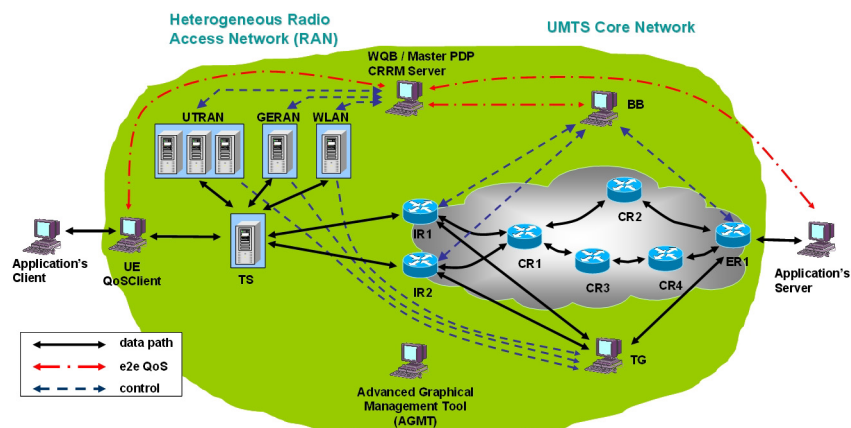 Heterogeneous Radio
Access Network (RAN)
UMTS Core Network
WQB / Master PDP
CRRM Server
BB
UTRAN
GERAN
WLAN
IR1
CR2
CR1
ER1
IR2
CR3
CR4
TS
Application's
Client
UE
QoSClient
Application's
Server
TG
data path
e2e QoS
control
Advanced Graphical
Management Tool
(AGMT)